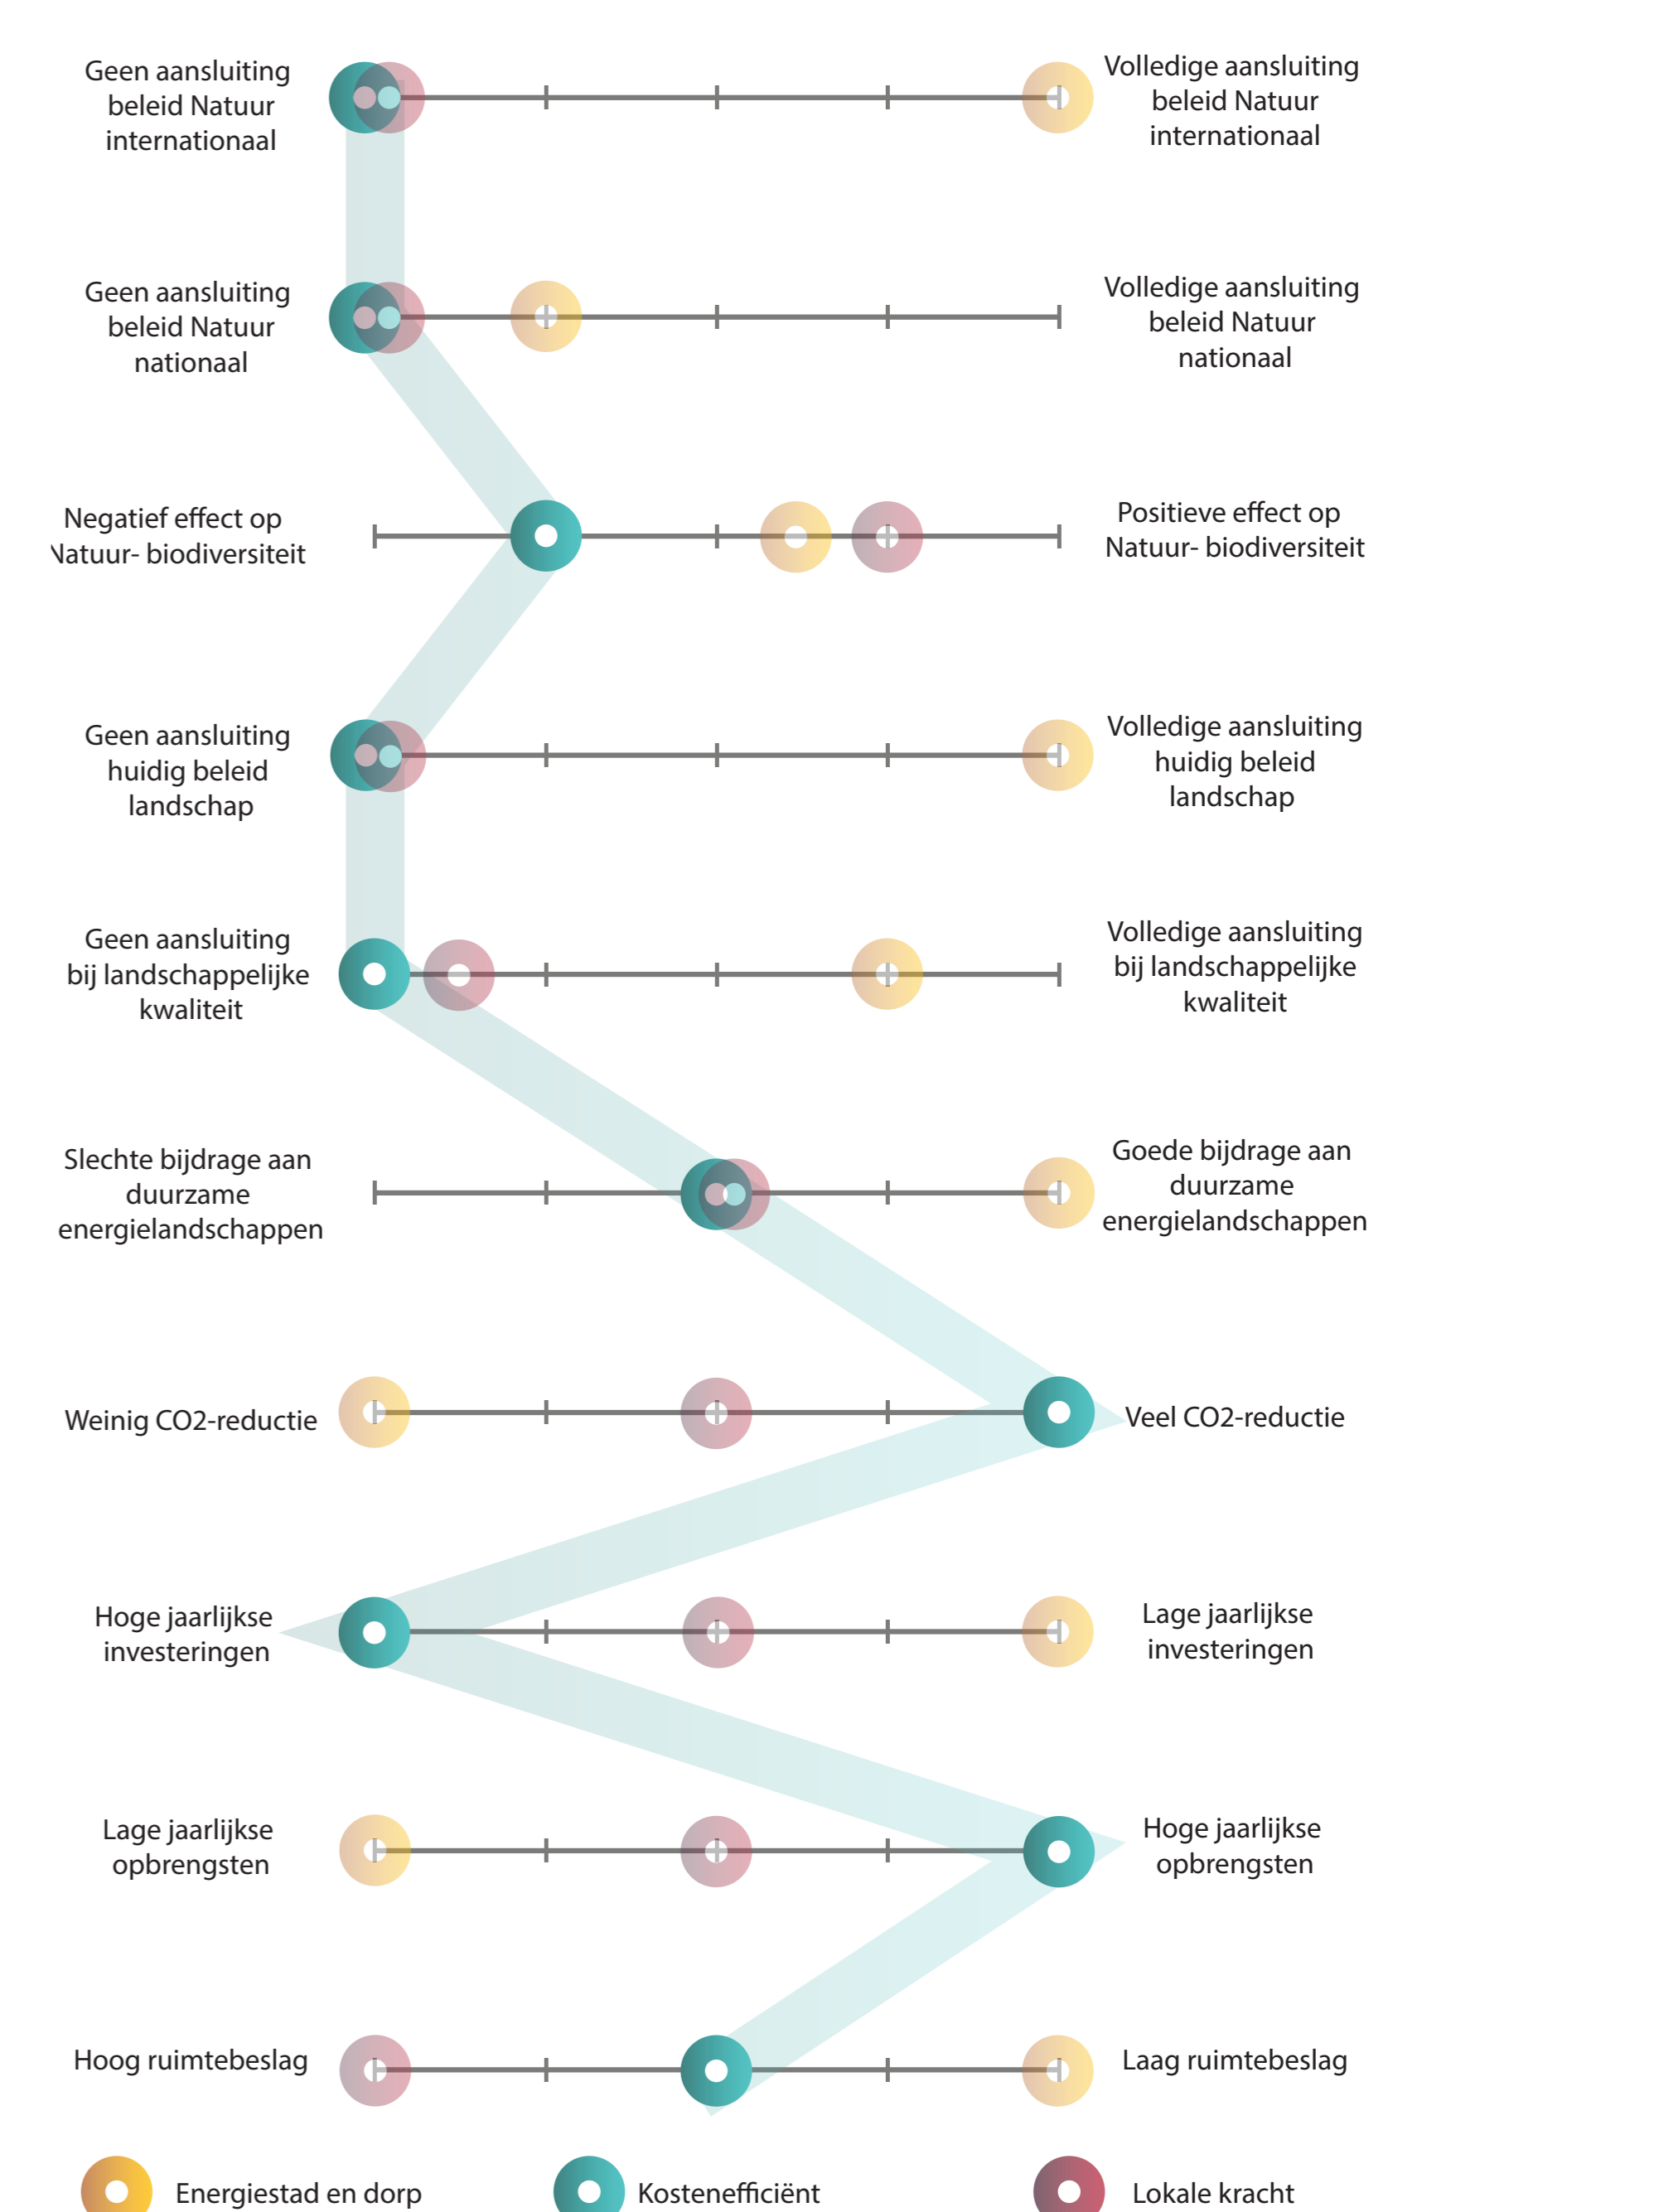 Geen aansluiting
beleid Natuur
internationaal
Volledige aansluiting
beleid Natuur
internationaal
Geen aansluiting
beleid Natuur
nationaal
Volledige aansluiting
beleid Natuur
nationaal
Negatief effect op
Natuur- biodiversiteit
Positieve effect op
Natuur- biodiversiteit
Geen aansluiting
huidig beleid
landschap
Volledige aansluiting
huidig beleid
landschap
Geen aansluiting
bij landschappelijke
kwaliteit
Volledige aansluiting
bij landschappelijke
kwaliteit
Slechte bijdrage aan
duurzame
energielandschappen
Goede bijdrage aan
duurzame
energielandschappen
Weinig CO2-reductie
Veel CO2-reductie
Hoge jaarlijkse
investeringen
Lage jaarlijkse
investeringen
Lage jaarlijkse
opbrengsten
Hoge jaarlijkse
opbrengsten
Hoog ruimtebeslag
Laag ruimtebeslag
Energiestad en dorp
Kostenefficiënt
Lokale kracht